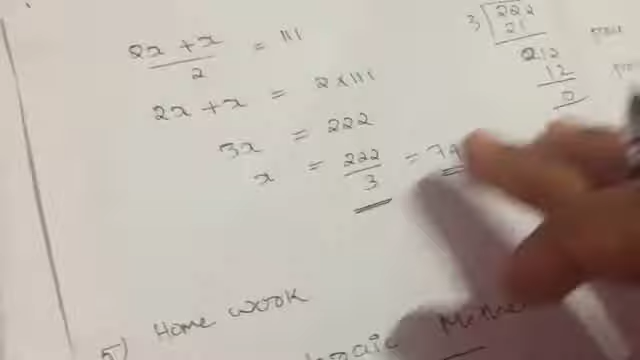 2x + x / 2 = 111
2x + x = 2 x 111
3x = 222
x = 222 / 3 = 74
3 222
21
12
12
0
5) Home wook